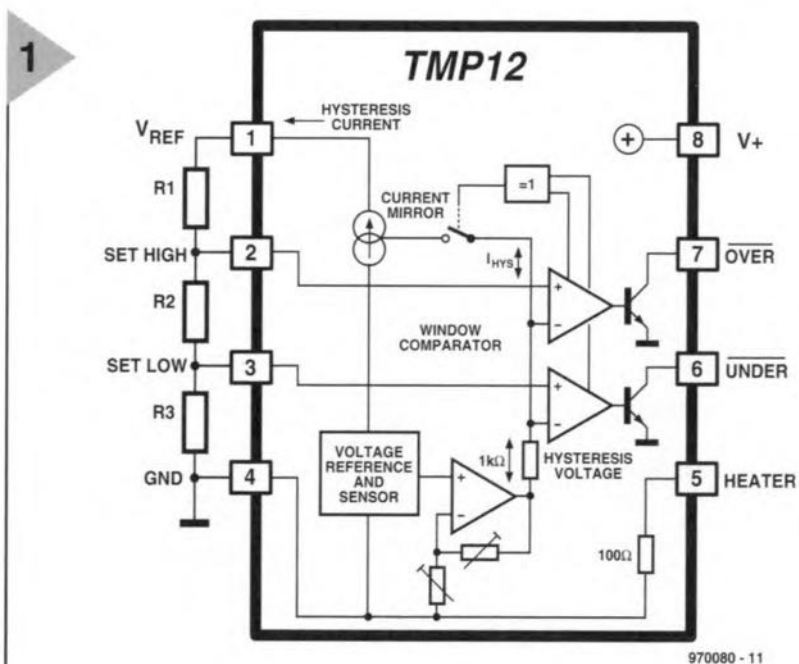 1
TMP12
HYSTERESIS
CURRENT
VREF
1
R1
SET HIGH
2
R2
SET LOW
3
R3
GND
4
CURRENT
MIRROR
=1
IHYS
+
−
WINDOW
COMPARATOR
+
−
VOLTAGE
REFERENCE
AND
SENSOR
+
−
1kΩ
HYSTERESIS
VOLTAGE
100Ω
+
8
V+
7
OVER
6
UNDER
5
HEATER
970080 - 11